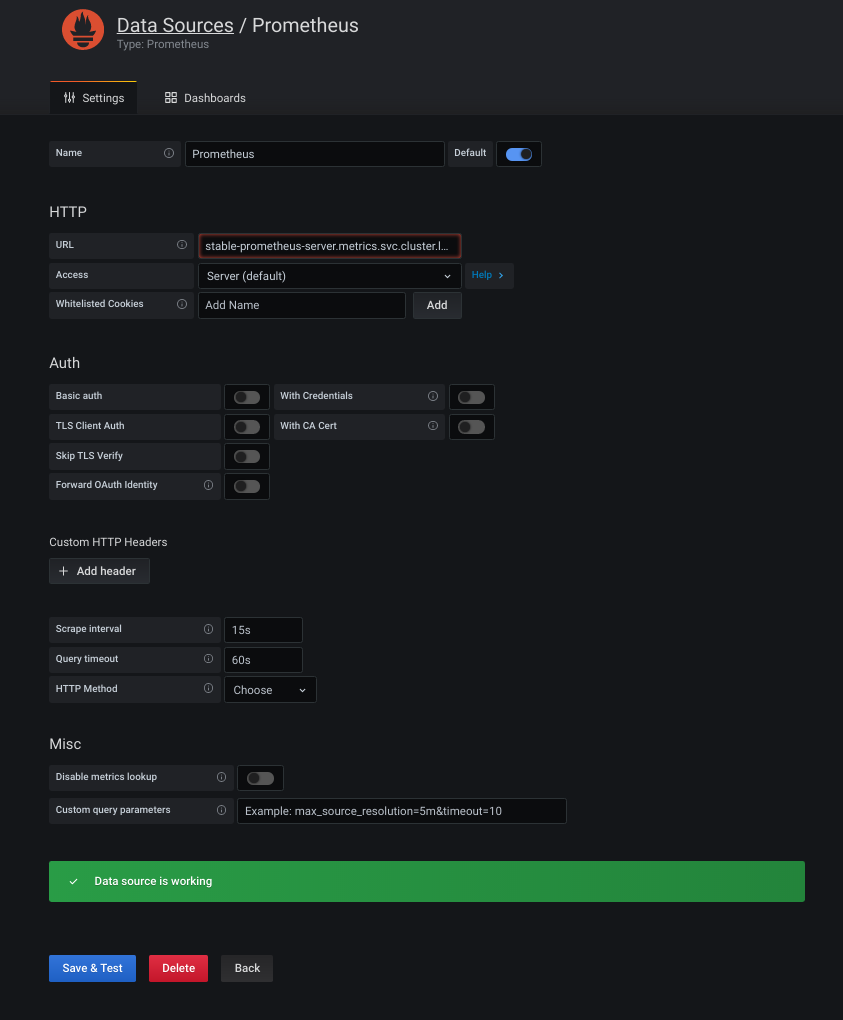 Data Sources / Prometheus
Type: Prometheus
Settings
Dashboards
Name
Prometheus
Default
HTTP
URL
stable-prometheus-server.metrics.svc.cluster.l...
Access
Server (default)
Help
Whitelisted Cookies
Add Name
Add
Auth
Basic auth
With Credentials
TLS Client Auth
With CA Cert
Skip TLS Verify
Forward OAuth Identity
Custom HTTP Headers
+ Add header
Scrape interval
15s
Query timeout
60s
HTTP Method
Choose
Misc
Disable metrics lookup
Custom query parameters
Example: max_source_resolution=5m&timeout=10
Data source is working
Save & Test
Delete
Back